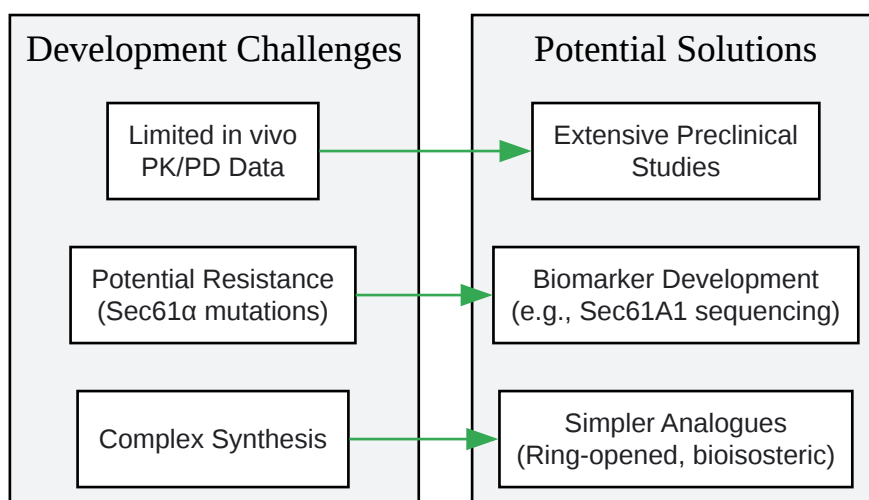 Development Challenges
Limited in vivo
PK/PD Data
Potential Resistance
(Sec61α mutations)
Complex Synthesis
Potential Solutions
Extensive Preclinical
Studies
Biomarker Development
(e.g., Sec61A1 sequencing)
Simpler Analogues
(Ring-opened, bioisosteric)